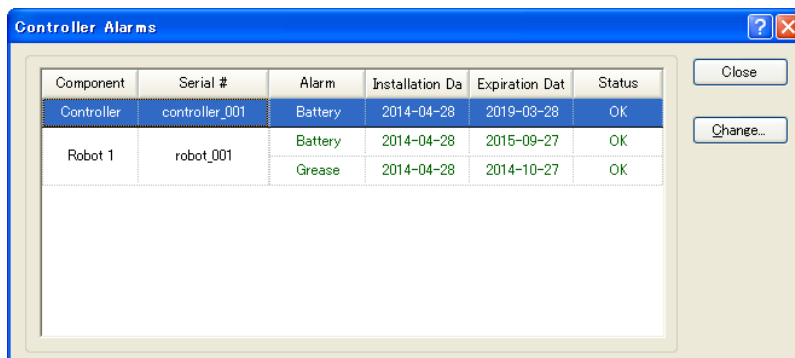 Controller Alarms
Component Serial # Alarm Installation Da Expiration Dat Status
Controller controller_001 Battery 2014-04-28 2019-03-28 OK
Robot 1 robot_001 Battery 2014-04-28 2015-09-27 OK
Grease 2014-04-28 2014-10-27 OK
Close
Change...